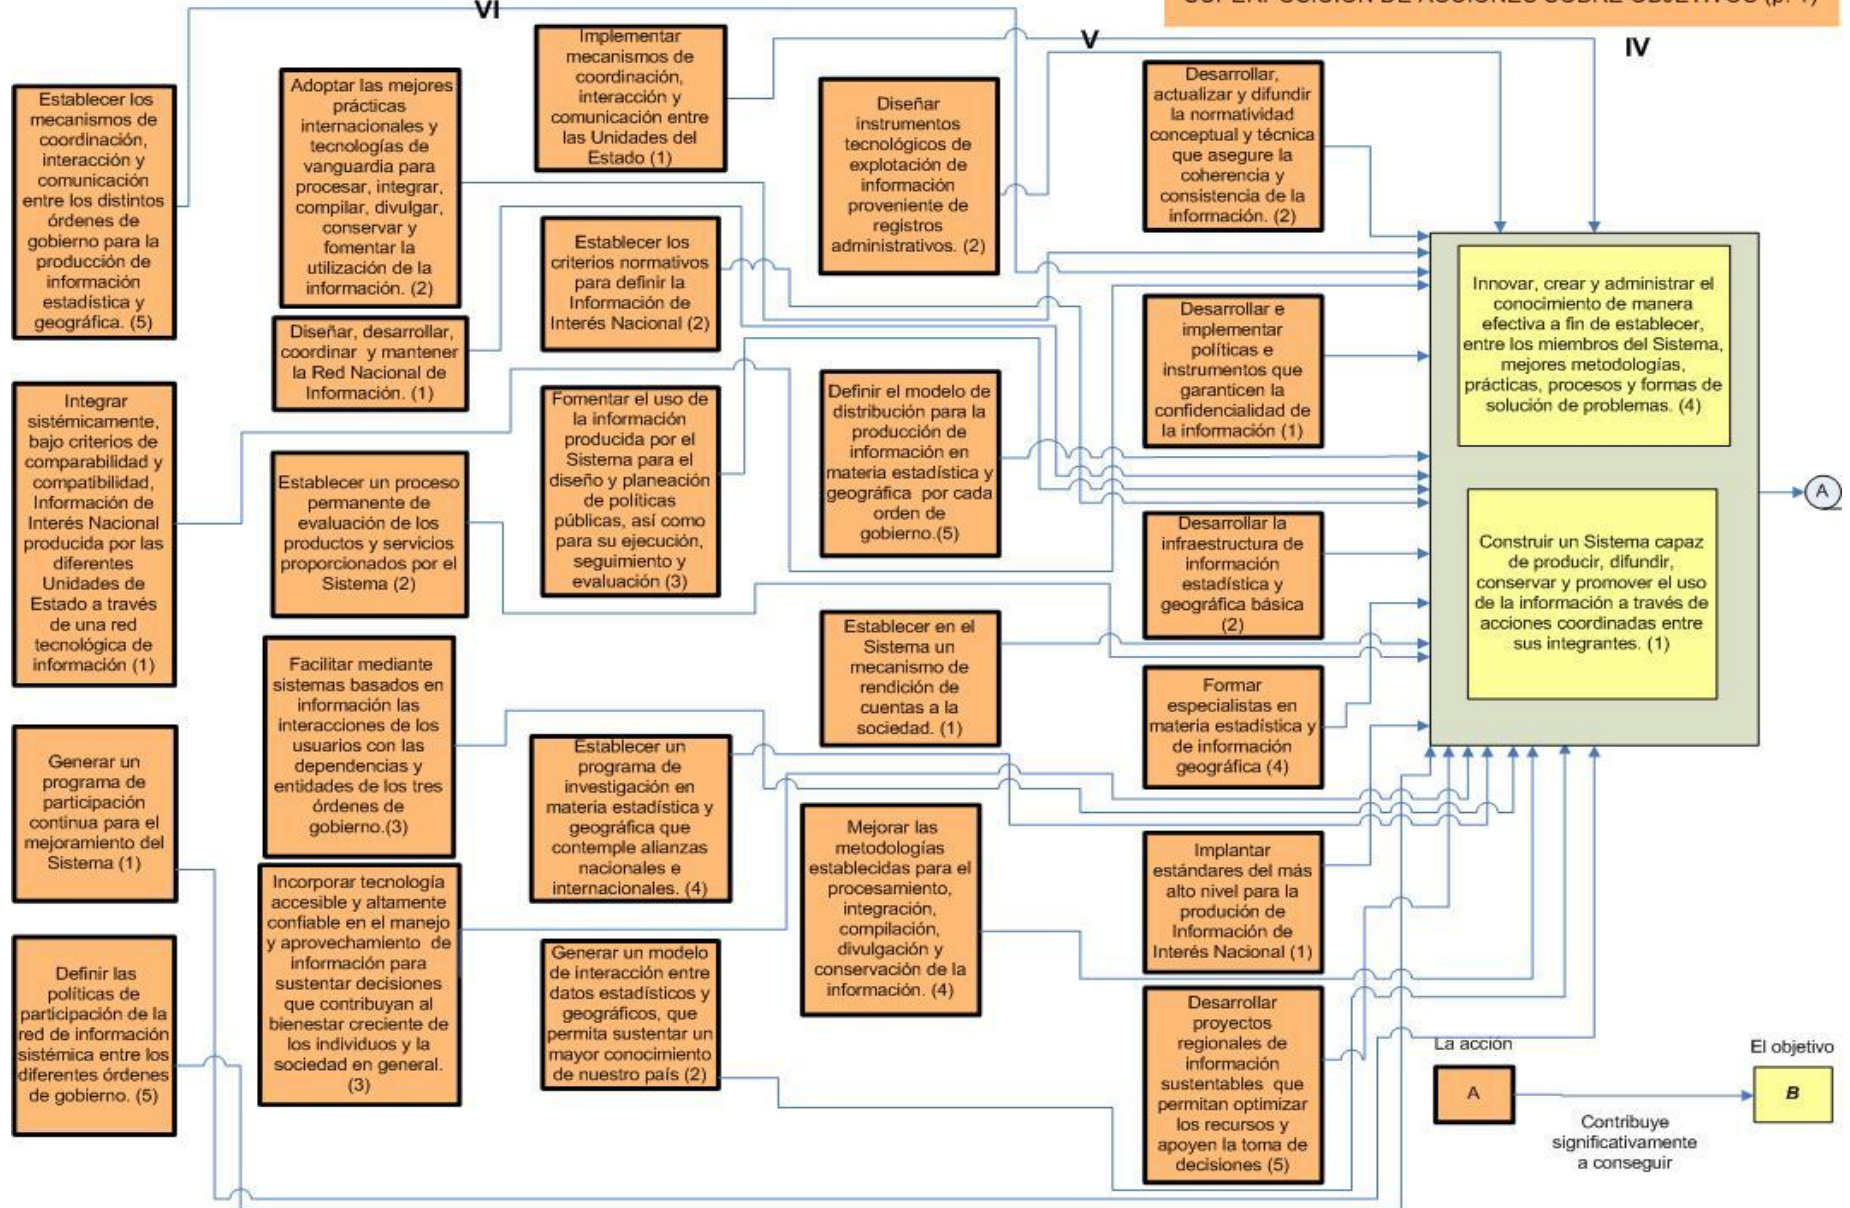 SUPERPOSICIÓN DE ACCIONES SOBRE OBJETIVOS (p. 1)
VI
V
IV
Establecer los
mecanismos de
coordinación,
interacción y
comunicación
entre los distintos
órdenes de
gobierno para la
producción de
información
estadística y
geográfica. (5)
Integrar
sistémicamente,
bajo criterios de
comparabilidad y
compatibilidad,
Información de
Interés Nacional
producida por las
diferentes
Unidades de
Estado a través
de una red
tecnológica de
información (1)
Generar un
programa de
participación
continua para el
mejoramiento del
Sistema (1)
Definir las
políticas de
participación de la
red de información
sistémica entre los
diferentes órdenes
de gobierno. (5)
Adoptar las mejores
prácticas
internacionales y
tecnologías de
vanguardia para
procesar, integrar,
compilar, divulgar,
conservar y
fomentar la
utilización de la
información. (2)
Diseñar, desarrollar,
coordinar y mantener
la Red Nacional de
Información. (1)
Establecer un proceso
permanente de
evaluación de los
productos y servicios
proporcionados por el
Sistema (2)
Facilitar mediante
sistemas basados en
información las
interacciones de los
usuarios con las
dependencias y
entidades de los tres
órdenes de
gobierno.(3)
Incorporar tecnología
accesible y altamente
confiable en el manejo
y aprovechamiento de
información para
sustentar decisiones
que contribuyan al
bienestar creciente de
los individuos y la
sociedad en general.
(3)
Implementar
mecanismos de
coordinación,
interacción y
comunicación entre
las Unidades del
Estado (1)
Establecer los
criterios normativos
para definir la
Información de
Interés Nacional (2)
Fomentar el uso de
la información
producida por el
Sistema para el
diseño y planeación
de políticas
públicas, así como
para su ejecución,
seguimiento y
evaluación (3)
Establecer un
programa de
investigación en
materia estadística y
geográfica que
contemple alianzas
nacionales e
internacionales. (4)
Generar un modelo
de interacción entre
datos estadísticos y
geográficos, que
permita sustentar un
mayor conocimiento
de nuestro país (2)
Diseñar
instrumentos
tecnológicos de
explotación de
información
proveniente de
registros
administrativos. (2)
Definir el modelo de
distribución para la
producción de
información en
materia estadística y
geográfica por cada
orden de
gobierno.(5)
Establecer en el
Sistema un
mecanismo de
rendición de
cuentas a la
sociedad. (1)
Mejorar las
metodologías
establecidas para el
procesamiento,
integración,
compilación,
divulgación y
conservación de la
información. (4)
Desarrollar,
actualizar y difundir
la normatividad
conceptual y técnica
que asegure la
coherencia y
consistencia de la
información. (2)
Desarrollar e
implementar
políticas e
instrumentos que
garanticen la
confidencialidad de
la información (1)
Desarrollar la
infraestructura de
información
estadística y
geográfica básica
(2)
Formar
especialistas en
materia estadística y
de información
geográfica (4)
Implantar
estándares del más
alto nivel para la
produción de
Información de
Interés Nacional (1)
Desarrollar
proyectos
regionales de
información
sustentables que
permitan optimizar
los recursos y
apoyen la toma de
decisiones (5)
Innovar, crear y administrar el
conocimiento de manera
efectiva a fin de establecer,
entre los miembros del Sistema,
mejores metodologías,
prácticas, procesos y formas de
solución de problemas. (4)
Construir un Sistema capaz
de producir, difundir,
conservar y promover el uso
de la información a través de
acciones coordinadas entre
sus integrantes. (1)
A
La acción
A
Contribuye
significativamente
a conseguir
El objetivo
B